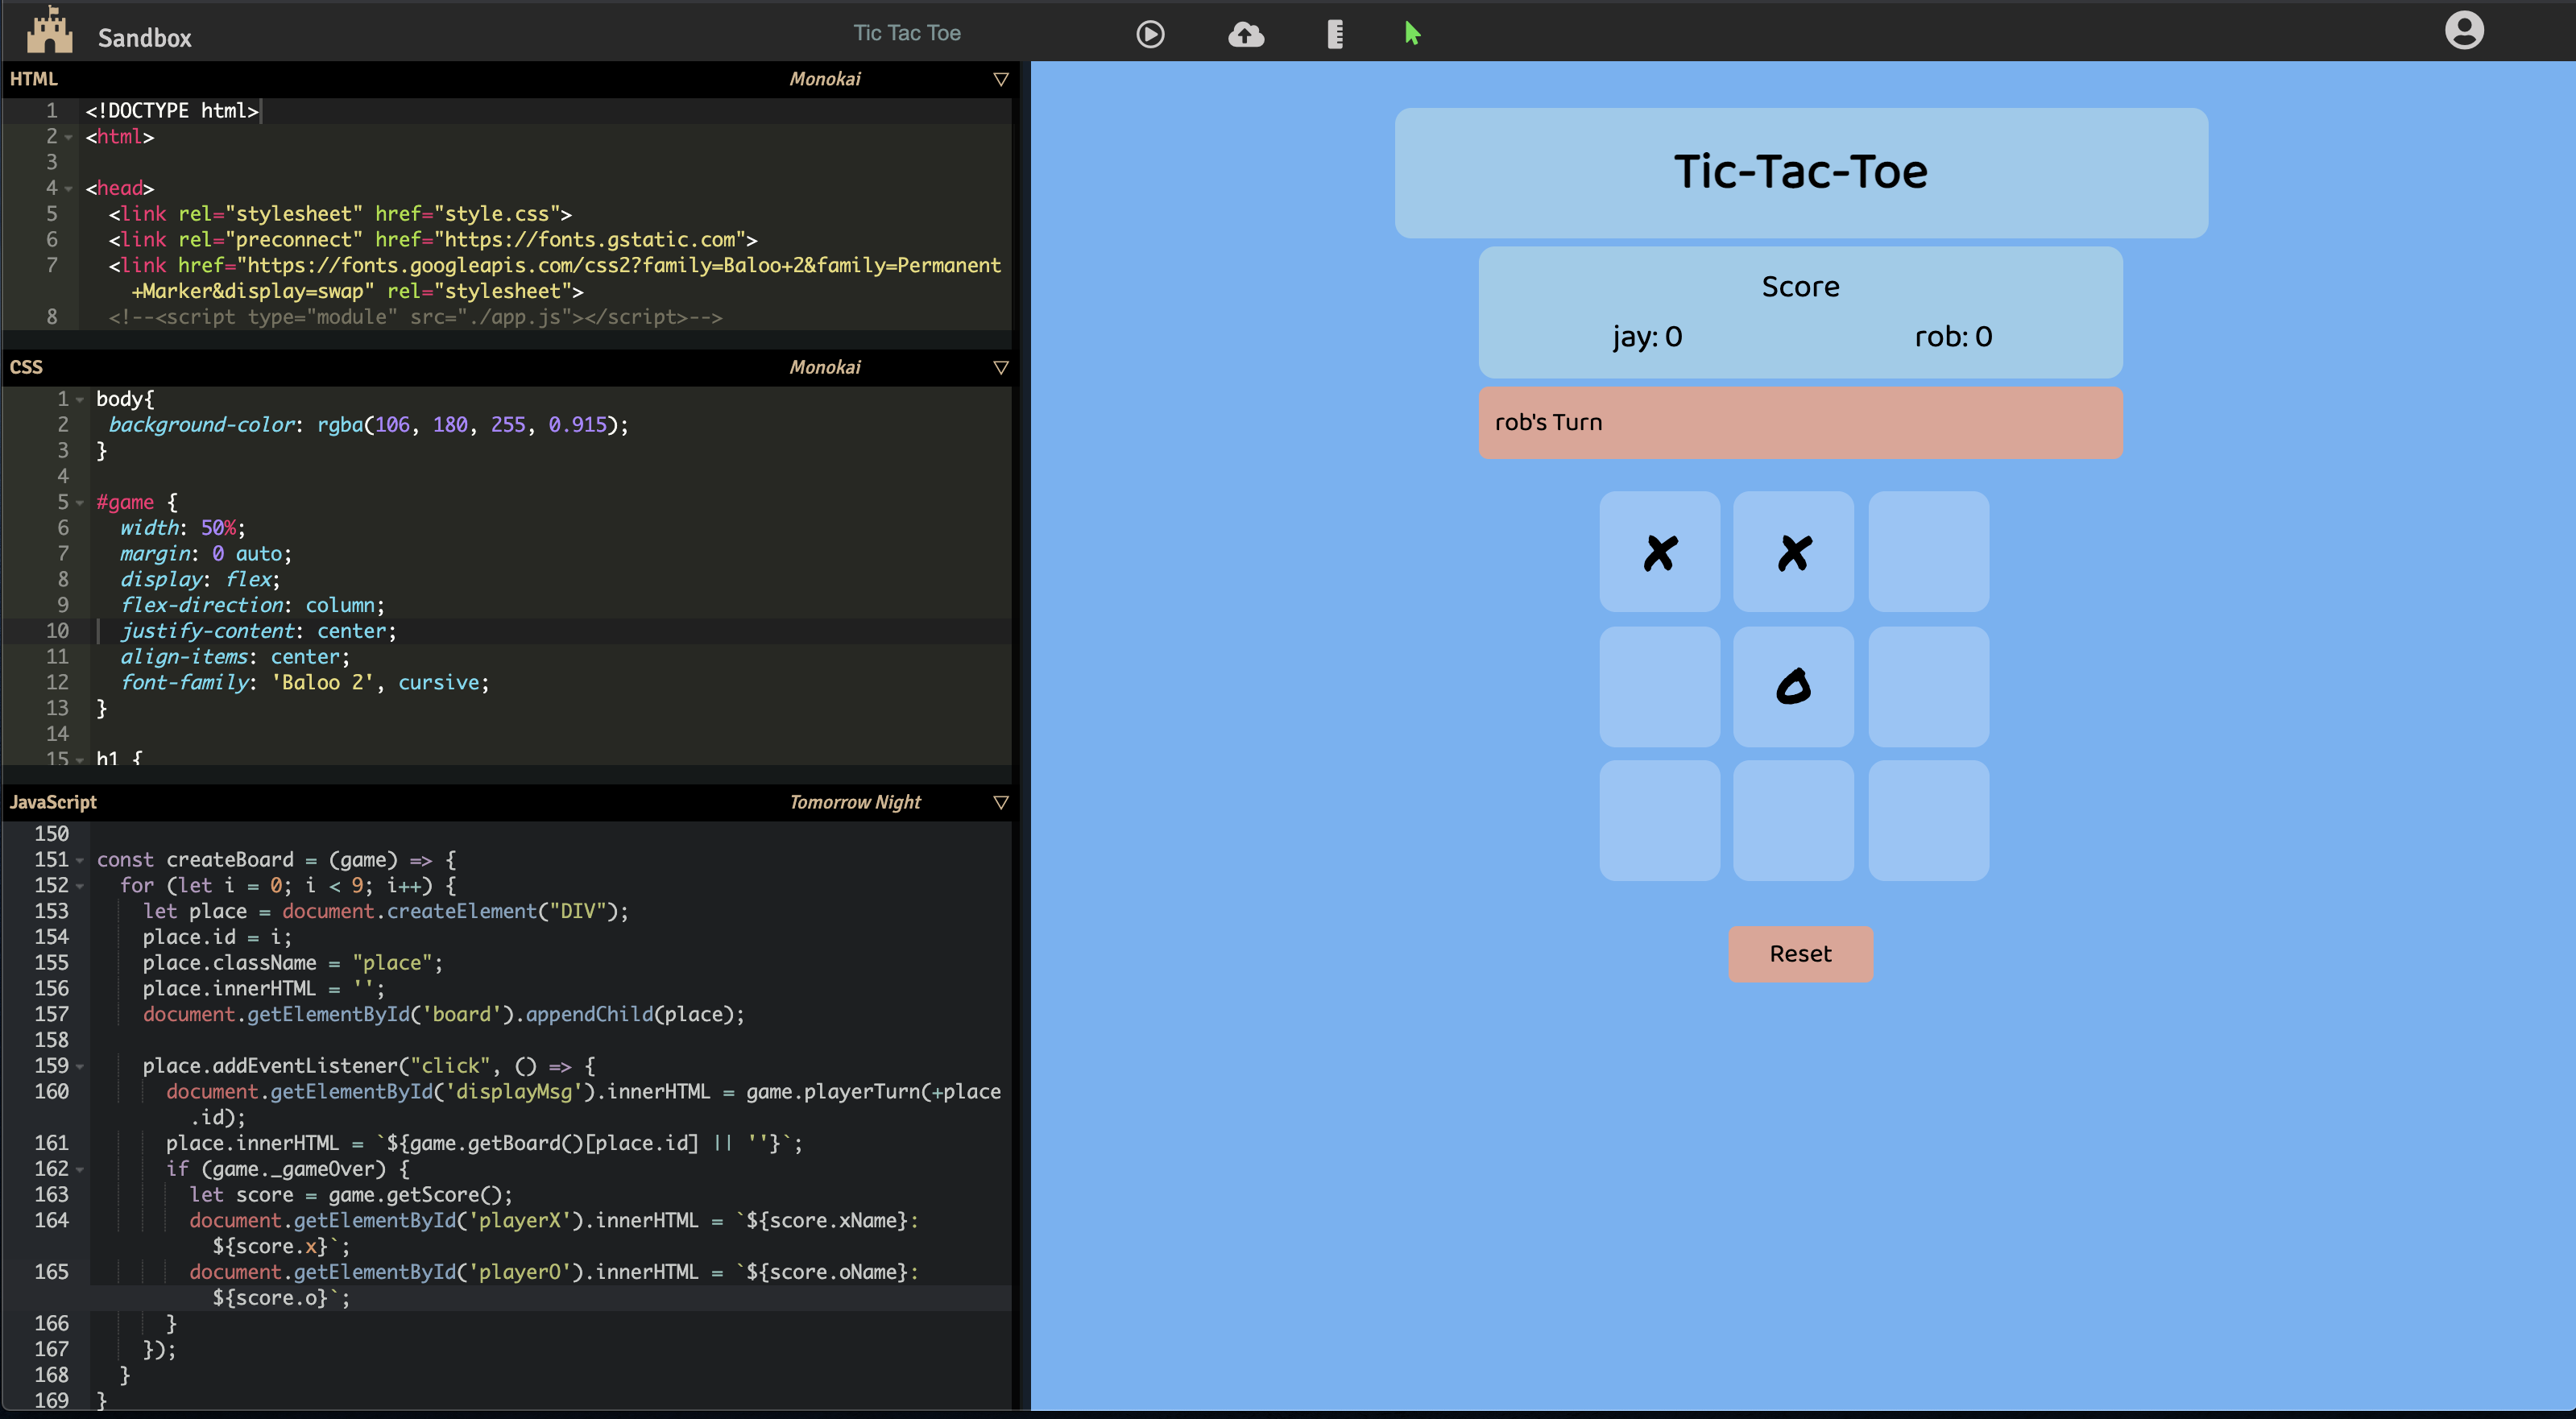 Sandbox
Tic Tac Toe
HTML
Monokai
1 <!DOCTYPE html>
2 <html>
3
4 <head>
5 <link rel="stylesheet" href="style.css">
6 <link rel="preconnect" href="https://fonts.gstatic.com">
7 <link href="https://fonts.googleapis.com/css2?family=Baloo+2&family=Permanent
+Marker&display=swap" rel="stylesheet">
8 <!--<script type="module" src="./app.js"></script>-->
CSS
Monokai
1 body{
2 background-color: rgba(106, 180, 255, 0.915);
3 }
4
5 #game {
6 width: 50%;
7 margin: 0 auto;
8 display: flex;
9 flex-direction: column;
10 justify-content: center;
11 align-items: center;
12 font-family: 'Baloo 2', cursive;
13 }
14
15 h1 {
JavaScript
Tomorrow Night
150
151 const createBoard = (game) => {
152 for (let i = 0; i < 9; i++) {
153 let place = document.createElement("DIV");
154 place.id = i;
155 place.className = "place";
156 place.innerHTML = '';
157 document.getElementById('board').appendChild(place);
158
159 place.addEventListener("click", () => {
160 document.getElementById('displayMsg').innerHTML = game.playerTurn(+place
.id);
161 place.innerHTML = `${game.getBoard()[place.id] || ''}`;
162 if (game._gameOver) {
163 let score = game.getScore();
164 document.getElementById('playerX').innerHTML = `${score.xName}:
${score.x}`;
165 document.getElementById('playerO').innerHTML = `${score.oName}:
${score.o}`;
166 }
167 });
168 }
169 }
Tic-Tac-Toe
Score
jay: 0
rob: 0
rob's Turn
x x
o
Reset